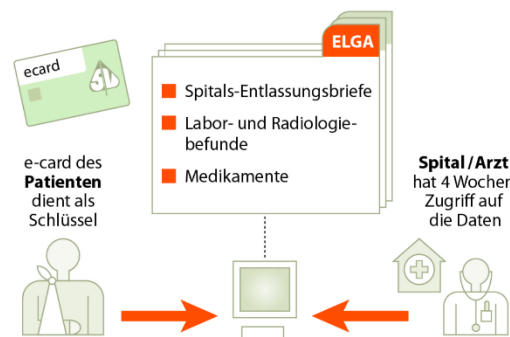 ELGA
ecard
Spitals-Entlassungsbriefe
Labor- und Radiologie-
befunde
Medikamente
e-card des
Patienten
dient als
Schlüssel
Spital/Arzt
hat 4 Wochen
Zugriff auf
die Daten